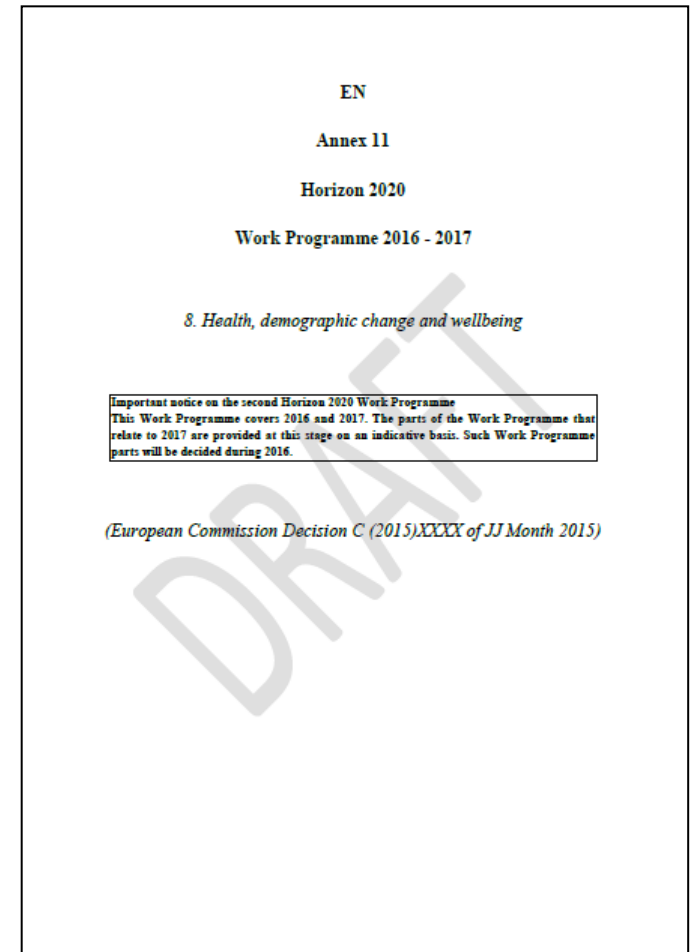 EN
Annex 11
Horizon 2020
Work Programme 2016 - 2017
8. Health, demographic change and wellbeing
Important notice on the second Horizon 2020 Work Programme
This Work Programme covers 2016 and 2017. The parts of the Work Programme that
relate to 2017 are provided at this stage on an indicative basis. Such Work Programme
parts will be decided during 2016.
(European Commission Decision C (2015)XXXX of JJ Month 2015)
DRAFT